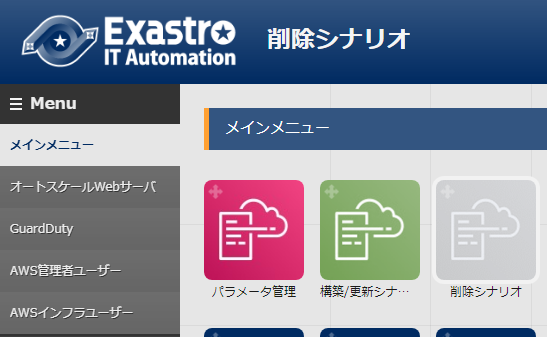 Exastro
IT Automation
削除シナリオ
Menu
メインメニュー
メインメニュー
オートスケールWebサーバ
GuardDuty
AWS管理者ユーザー
AWSインフラユーザー
パラメータ管理
構築/更新シナ…
削除シナリオ